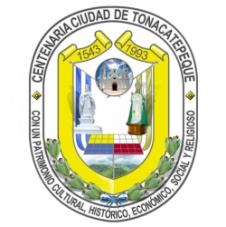 CENTENARIA CIUDAD DE TONACATEPEQUE
1543 1993
CON UN PATRIMONIO CULTURAL, HISTÓRICO, ECONÓMICO, SOCIAL Y RELIGIOSO